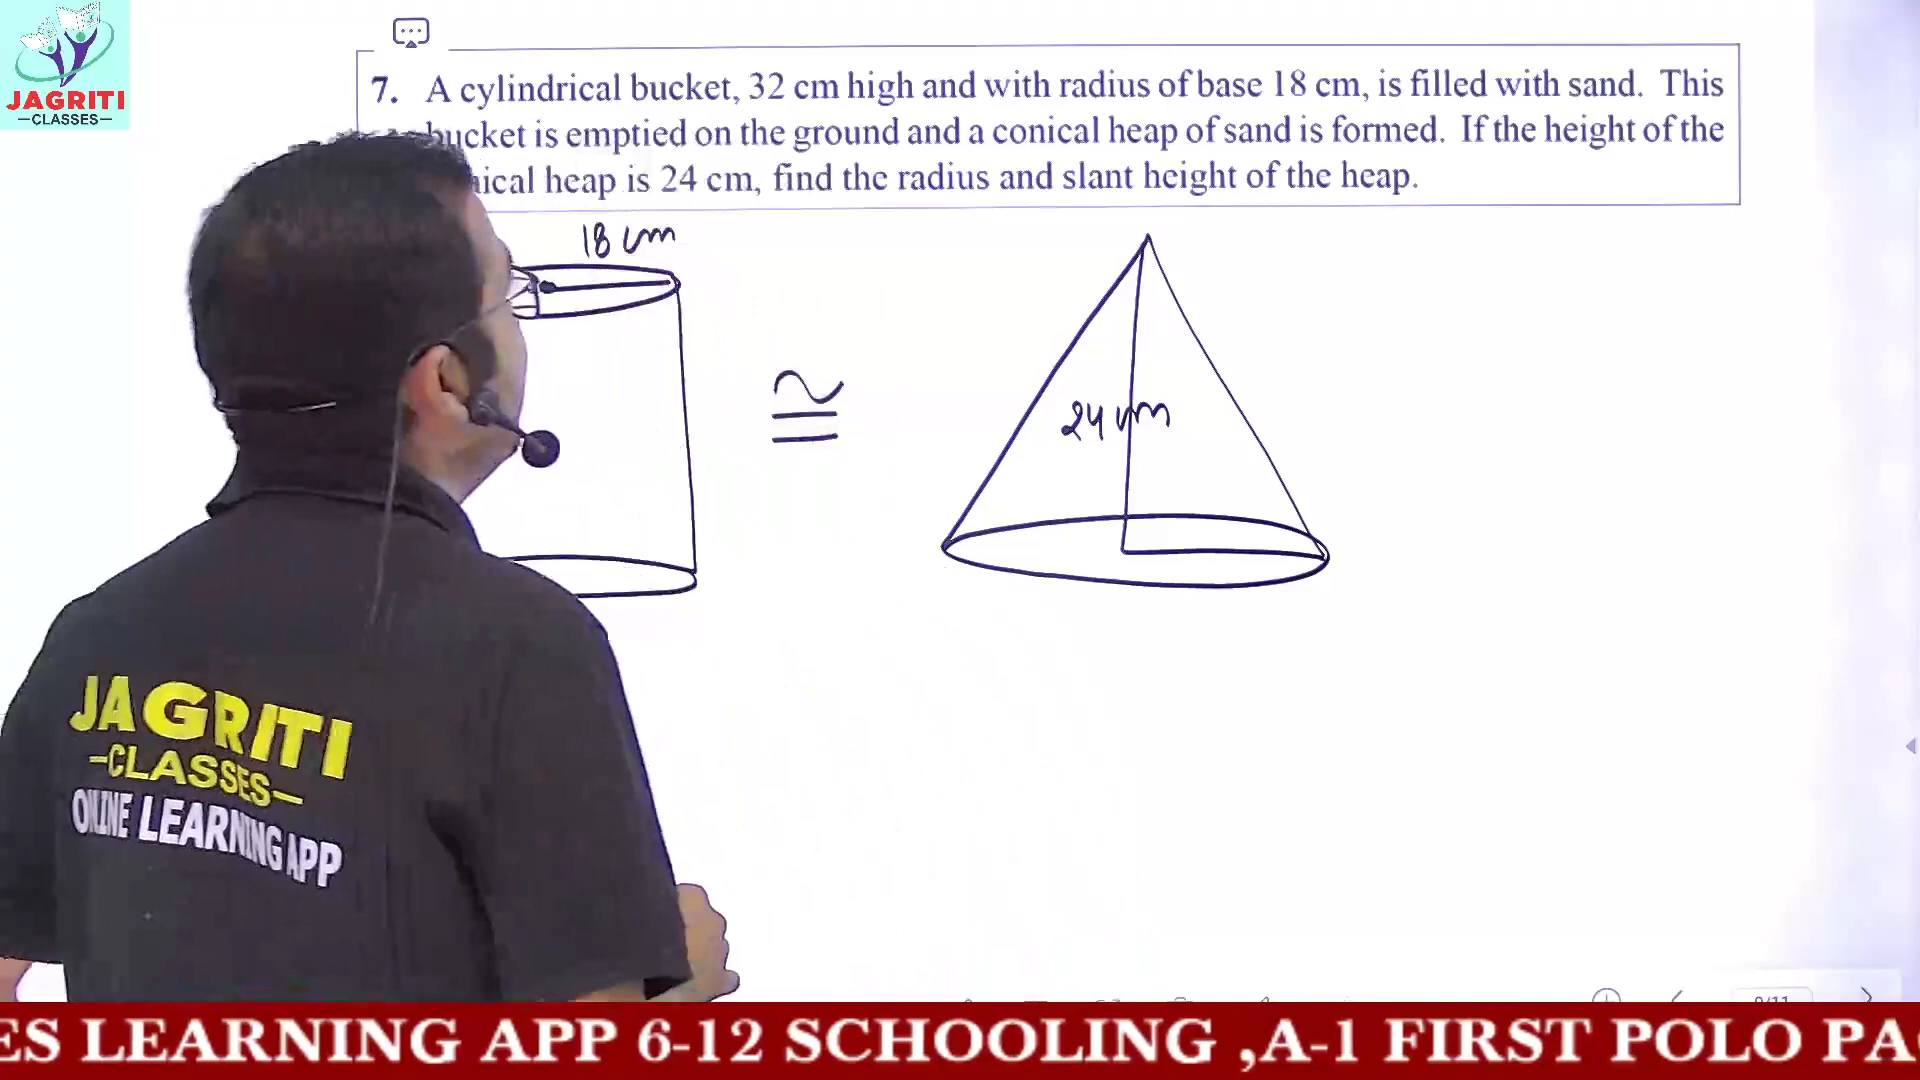 JAGRITI
—CLASSES—
7. A cylindrical bucket, 32 cm high and with radius of base 18 cm, is filled with sand. This
bucket is emptied on the ground and a conical heap of sand is formed. If the height of the
heap is 24 cm, find the radius and slant height of the heap.
18 cm
≅
24 cm
JAGRITI
—CLASSES—
ONLINE LEARNING APP
LEARNING APP 6-12 SCHOOLING ,A-1 FIRST POLO